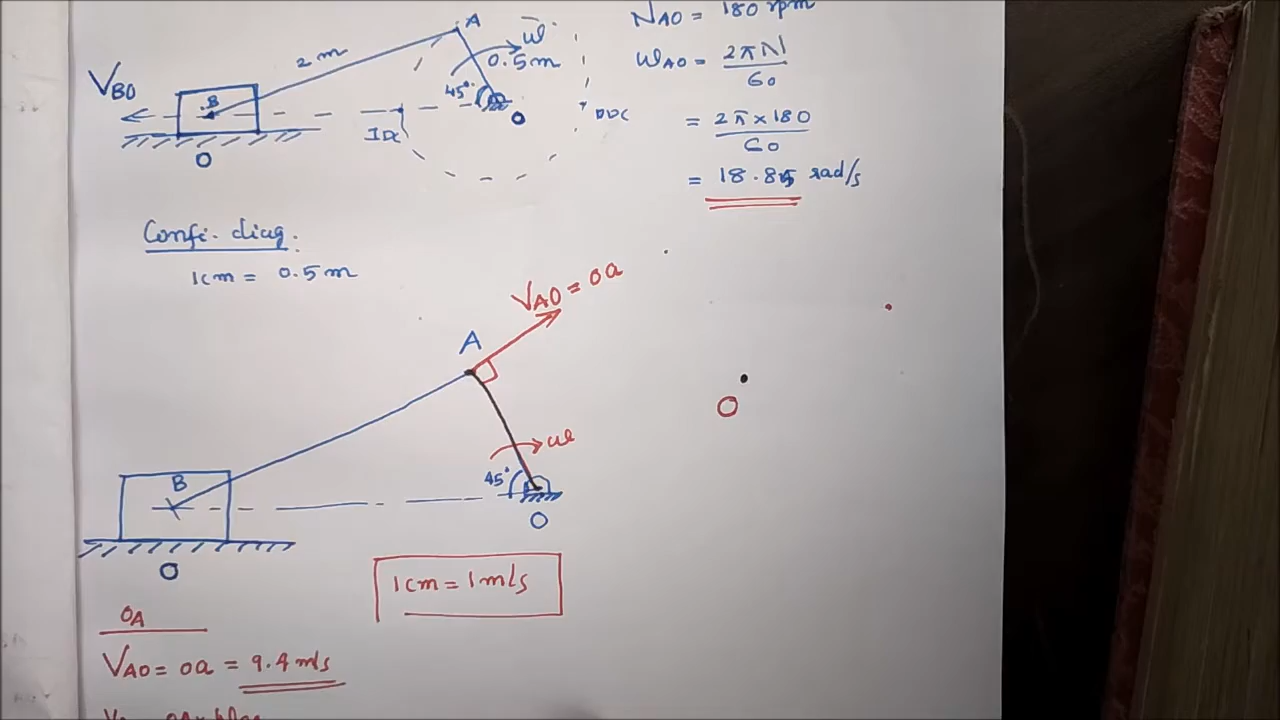 A
N_AO = 180 rpm
2 m
ω
0.5 m
ω_AO = 2πN/60
V_BO
B
45°
O
IDC
= 2π×180/60
O
= 18.85 rad/s
Confi. diag.
1cm = 0.5 m
V_AO = oa
A
O
ω
45°
B
O
O
1cm = 1m/s
OA
V_AO = oa = 9.4 m/s